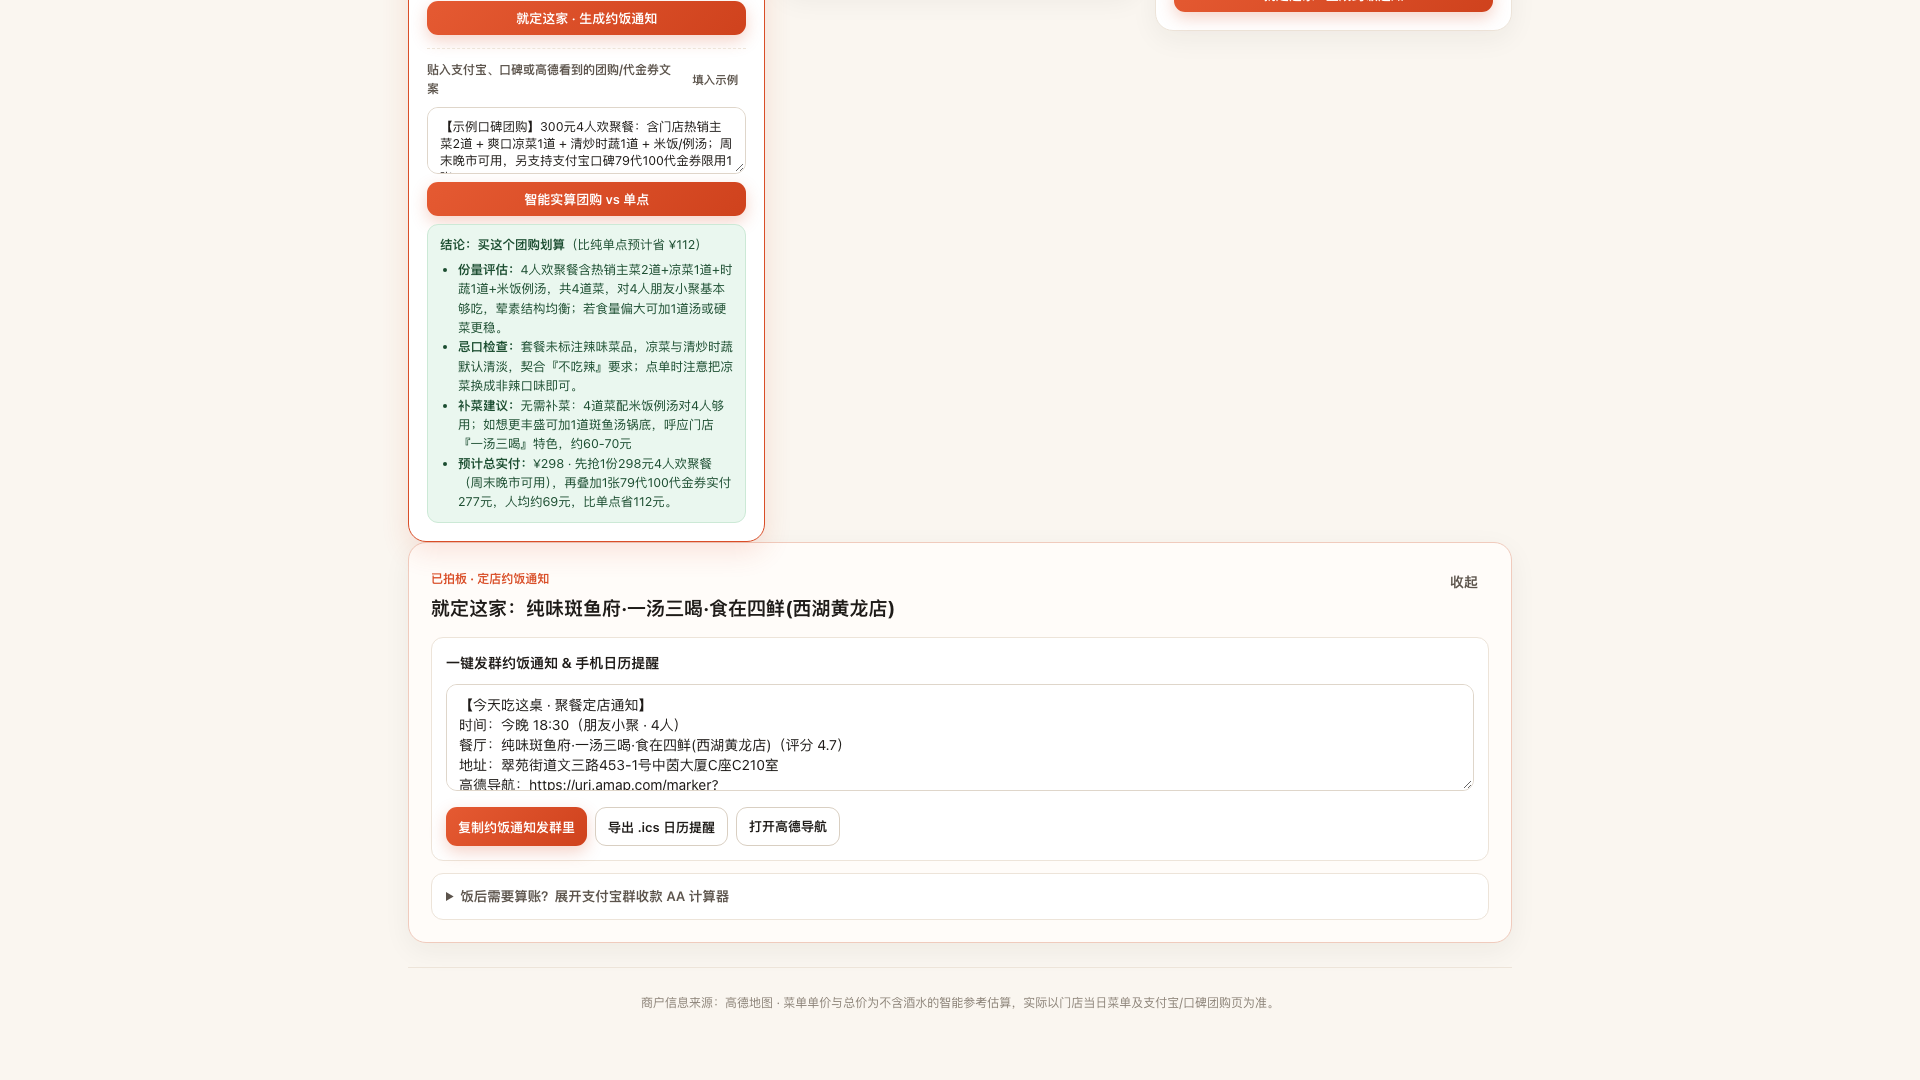 就定这家 · 生成约饭通知
贴入支付宝、口碑或高德看到的团购/代金券文
案
填入示例
【示例口碑团购】300元4人欢聚餐：含门店热销主
菜2道 + 爽口凉菜1道 + 清炒时蔬1道 + 米饭/例汤；周
末晚市可用，另支持支付宝口碑79代100代金券限用1
智能实算团购 vs 单点
结论：买这个团购划算（比纯单点预计省 ¥112）
• 份量评估：4人欢聚餐含热销主菜2道+凉菜1道+时
蔬1道+米饭例汤，共4道菜，对4人朋友小聚基本
够吃，荤素结构均衡；若食量偏大可加1道汤或硬
菜更稳。
• 忌口检查：套餐未标注辣味菜品，凉菜与清炒时蔬
默认清淡，契合『不吃辣』要求；点单时注意把凉
菜换成非辣口味即可。
• 补菜建议：无需补菜：4道菜配米饭例汤对4人够
用；如想更丰盛可加1道斑鱼汤锅底，呼应门店
『一汤三喝』特色，约60-70元
• 预计总实付：¥298 · 先抢1份298元4人欢聚餐
（周末晚市可用），再叠加1张79代100代金券实付
277元，人均约69元，比单点省112元。
已拍板 · 定店约饭通知
收起
就定这家：纯味斑鱼府·一汤三喝·食在四鲜(西湖黄龙店)
一键发群约饭通知 & 手机日历提醒
【今天吃这桌 · 聚餐定店通知】
时间：今晚 18:30（朋友小聚 · 4人）
餐厅：纯味斑鱼府·一汤三喝·食在四鲜(西湖黄龙店)（评分 4.7）
地址：翠苑街道文三路453-1号中茵大厦C座C210室
高德导航：https://uri.amap.com/marker?
复制约饭通知发群里
导出 .ics 日历提醒
打开高德导航
▶ 饭后需要算账？展开支付宝群收款 AA 计算器
商户信息来源：高德地图 · 菜单单价与总价为不含酒水的智能参考估算，实际以门店当日菜单及支付宝/口碑团购页为准。